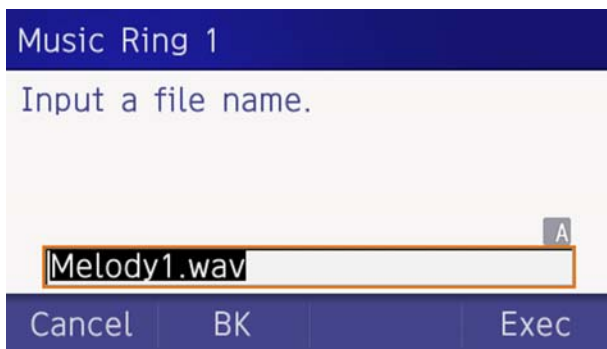 Music Ring 1
Input a file name.
A
Melody1.wav
Cancel BK Exec